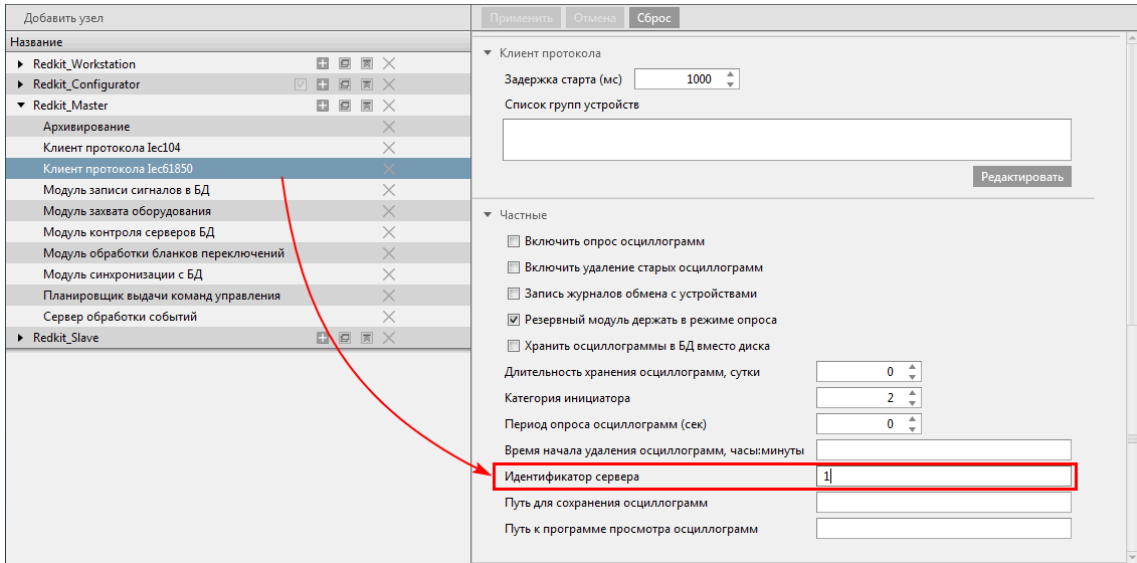 Добавить узел
Название
Redkit_Workstation
Redkit_Configurator
Redkit_Master
Архивирование
Клиент протокола Iec104
Клиент протокола Iec61850
Модуль записи сигналов в БД
Модуль захвата оборудования
Модуль контроля серверов БД
Модуль обработки бланков переключений
Модуль синхронизации с БД
Планировщик выдачи команд управления
Сервер обработки событий
Redkit_Slave
Применить Отмена Сброс
Клиент протокола
Задержка старта (мс) 1000
Список групп устройств
Редактировать
Частные
Включить опрос осциллограмм
Включить удаление старых осциллограмм
Запись журналов обмена с устройствами
Резервный модуль держать в режиме опроса
Хранить осциллограммы в БД вместо диска
Длительность хранения осциллограмм, сутки 0
Категория инициатора 2
Период опроса осциллограмм (сек) 0
Время начала удаления осциллограмм, часы:минуты
Идентификатор сервера 1
Путь для сохранения осциллограмм
Путь к программе просмотра осциллограмм